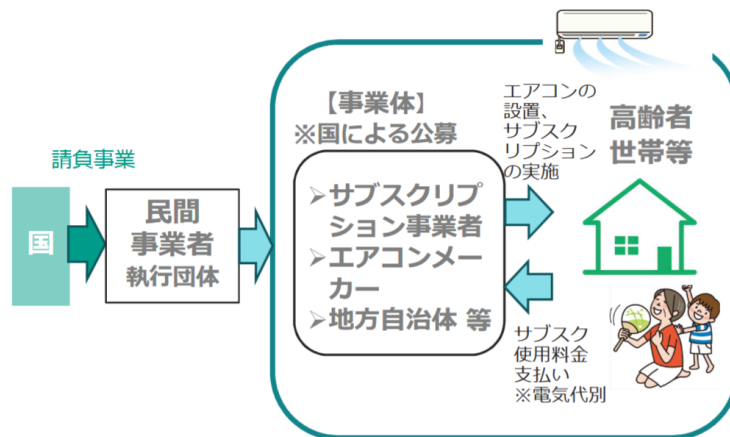 請負事業
国
民間
事業者
執行団体
【事業体】
※国による公募
➢サブスクリプ
ション事業者
➢エアコンメー
カー
➢地方自治体 等
エアコンの
設置、
サブスク
リプション
の実施
高齢者
世帯等
サブスク
使用料金
支払い
※電気代別